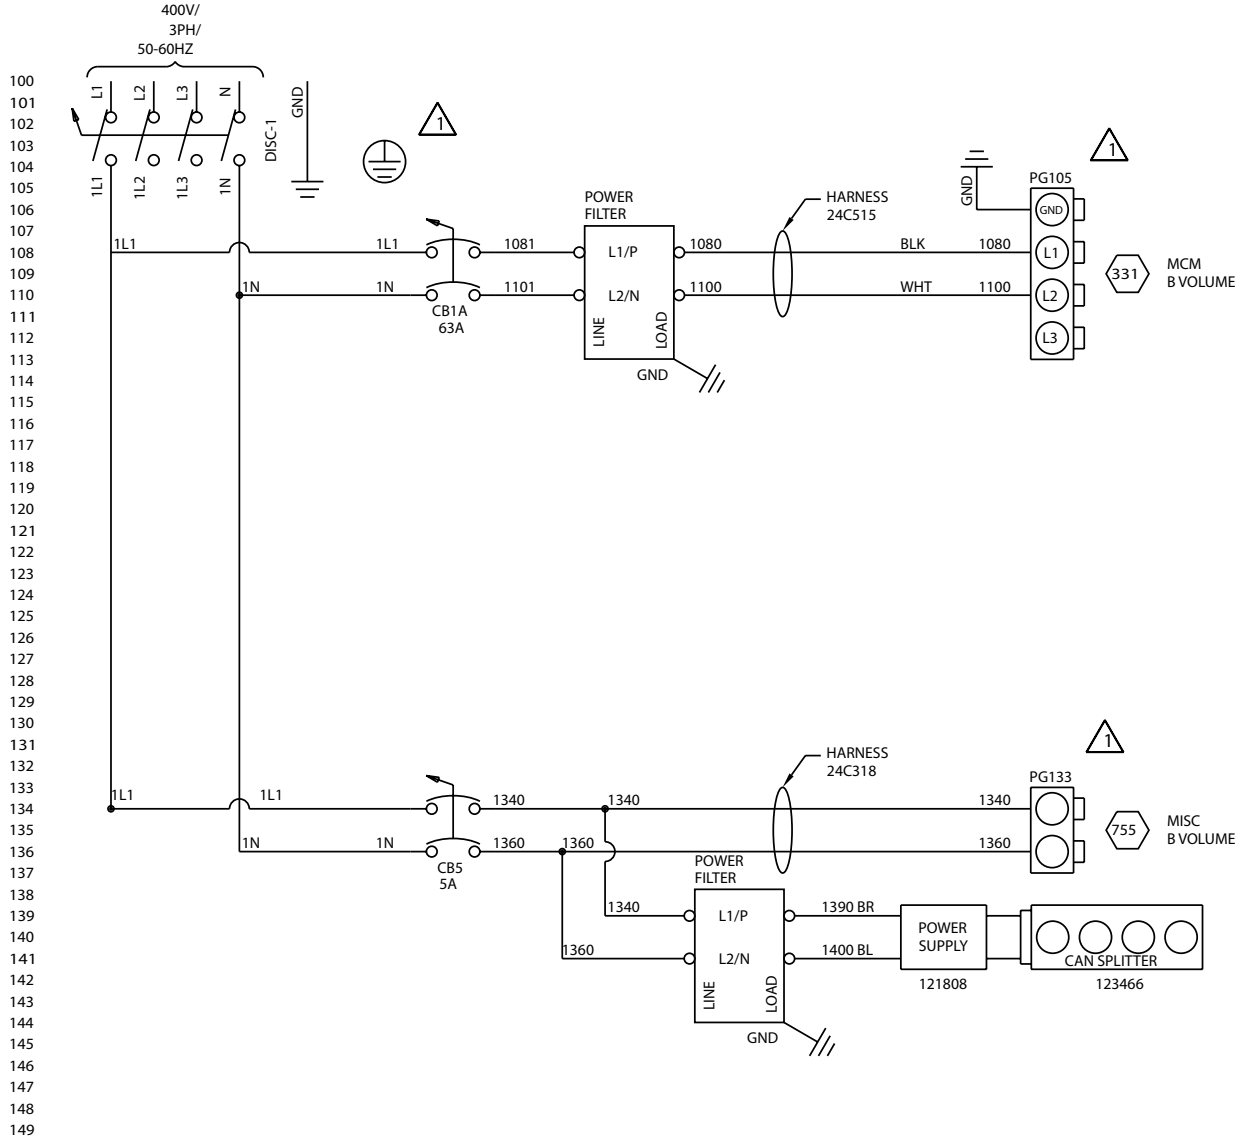 400V/
3PH/
50-60HZ
100
101
102
103
104
105
106
107
108
109
110
111
112
113
114
115
116
117
118
119
120
121
122
123
124
125
126
127
128
129
130
131
132
133
134
135
136
137
138
139
140
141
142
143
144
145
146
147
148
149
L1 L2 L3 N GND
DISC-1
1L1 1L2 1L3 1N
1
1
GND
PG105
GND
L1
L2
L3
POWER
FILTER
HARNESS
24C515
1L1 1L1 1081 L1/P 1080 BLK 1080
1N 1N 1101 L2/N 1100 WHT 1100
CB1A
63A
LINE LOAD
GND
331
MCM
B VOLUME
1
HARNESS
24C318
PG133
1L1 1L1 1340 1340 1340
1N 1N 1360 1360 1360
CB5
5A
755
MISC
B VOLUME
POWER
FILTER
1340 L1/P 1390 BR
1360 L2/N 1400 BL
LINE LOAD
GND
POWER
SUPPLY
121808
CAN SPLITTER
123466